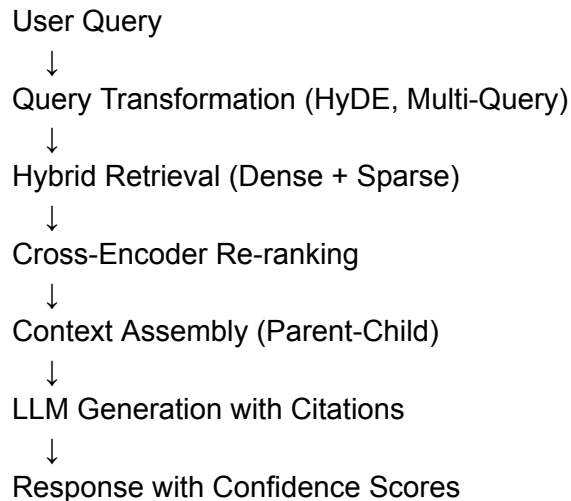 User Query
↓
Query Transformation (HyDE, Multi-Query)
↓
Hybrid Retrieval (Dense + Sparse)
↓
Cross-Encoder Re-ranking
↓
Context Assembly (Parent-Child)
↓
LLM Generation with Citations
↓
Response with Confidence Scores